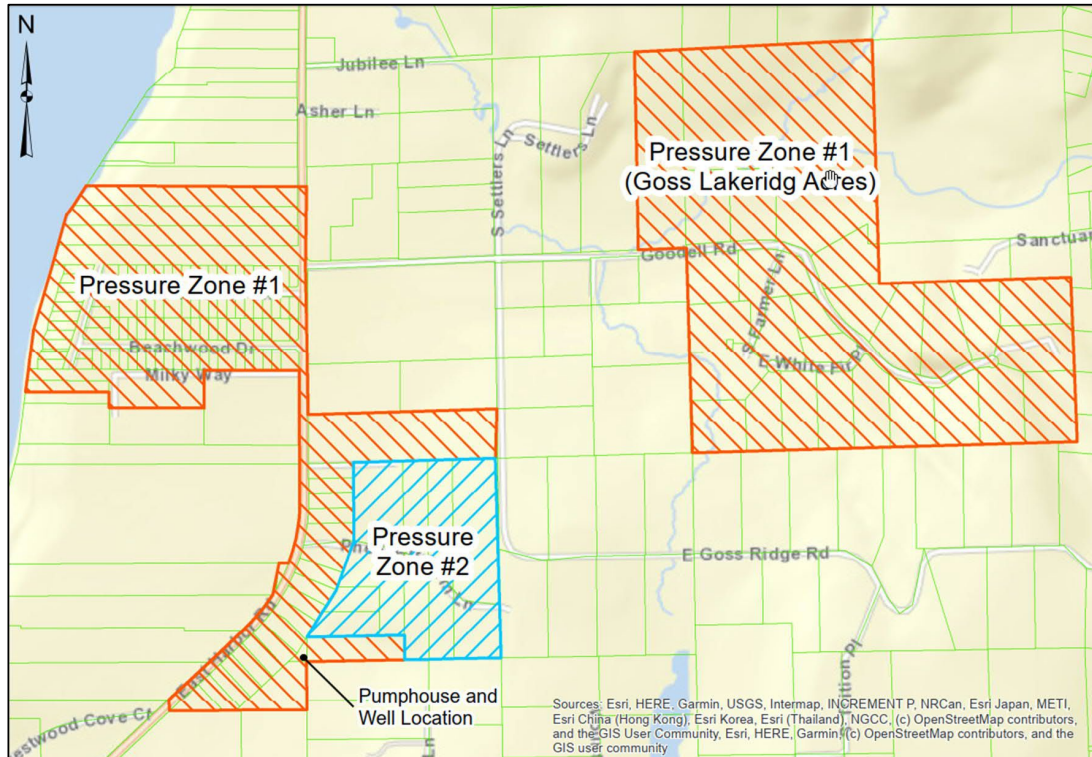 N
Jubilee Ln
Asher Ln
Settlers Ln
S Settlers Ln
Pressure Zone #1
(Goss Lakeridg Acres)
Goodell Rd
Sanctuar
Pressure Zone #1
S Farmer Ln
Beachwood Dr
E White Fit Pl
Milky Way
Pressure
Zone #2
E Goss Ridge Rd
East Harbor Rd
Pumphouse and
Well Location
estwood Cove Ct
Ln
Sources: Esri, HERE, Garmin, USGS, Intermap, INCREMENT P, NRCan, Esri Japan, METI,
Esri China (Hong Kong), Esri Korea, Esri (Thailand), NGCC, (c) OpenStreetMap contributors,
and the GIS User Community, Esri, HERE, Garmin, (c) OpenStreetMap contributors, and the
GIS user community